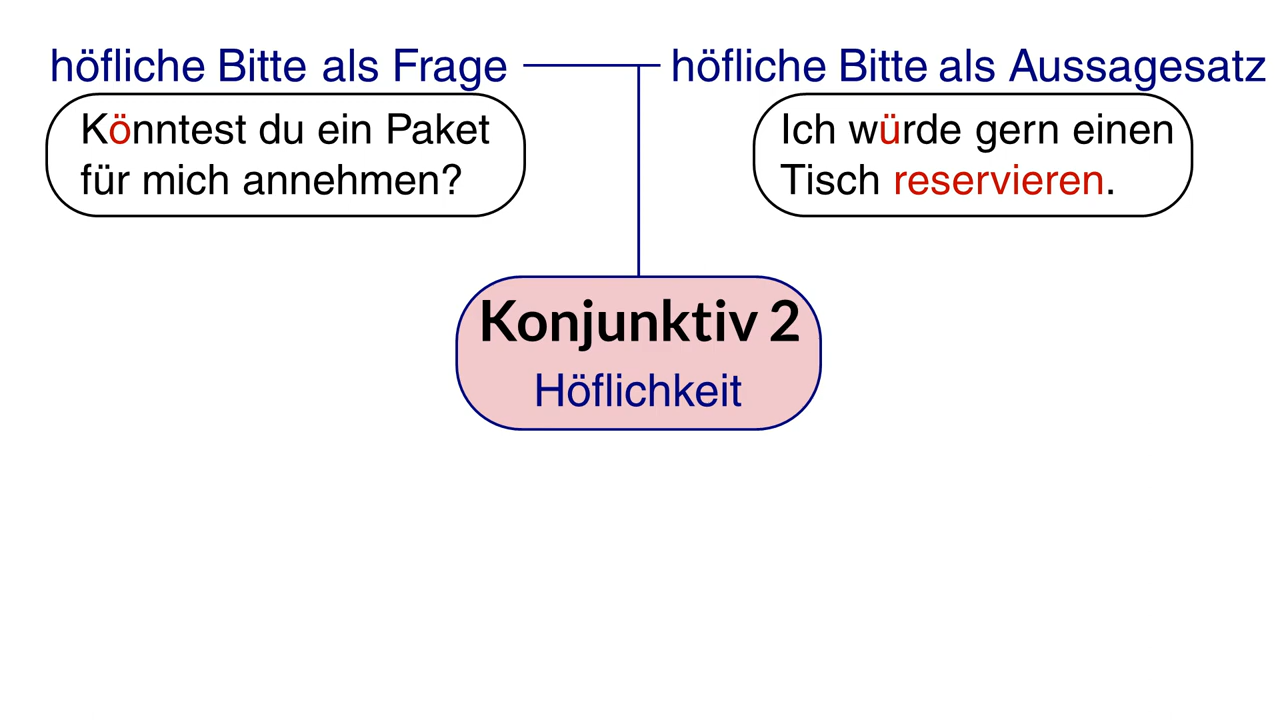 höfliche Bitte als Frage
höfliche Bitte als Aussagesatz
Könntest du ein Paket
für mich annehmen?
Ich würde gern einen
Tisch reservieren.
Konjunktiv 2
Höflichkeit